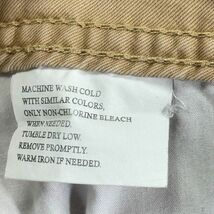 MACHINE WASH COLD
WITH SIMILAR COLORS,
ONLY NON-CHLORINE BLEACH
WHEN NEEDED.
TUMBLE DRY LOW.
REMOVE PROMPTLY.
WARM IRON IF NEEDED.